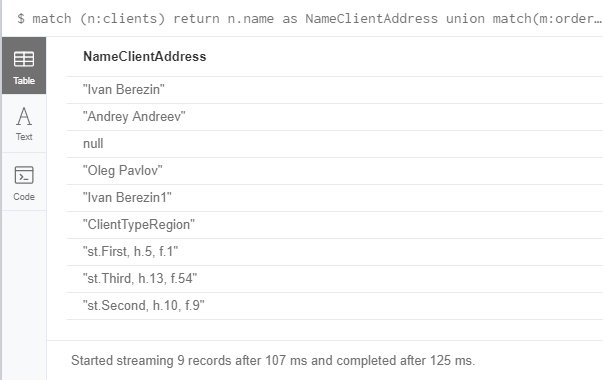 $ match (n:clients) return n.name as NameClientAddress union match(m:order…
NameClientAddress
Table
"Ivan Berezin"
"Andrey Andreev"
Text
null
"Oleg Pavlov"
Code
"Ivan Berezin1"
"ClientTypeRegion"
"st.First, h.5, f.1"
"st.Third, h.13, f.54"
"st.Second, h.10, f.9"
Started streaming 9 records after 107 ms and completed after 125 ms.